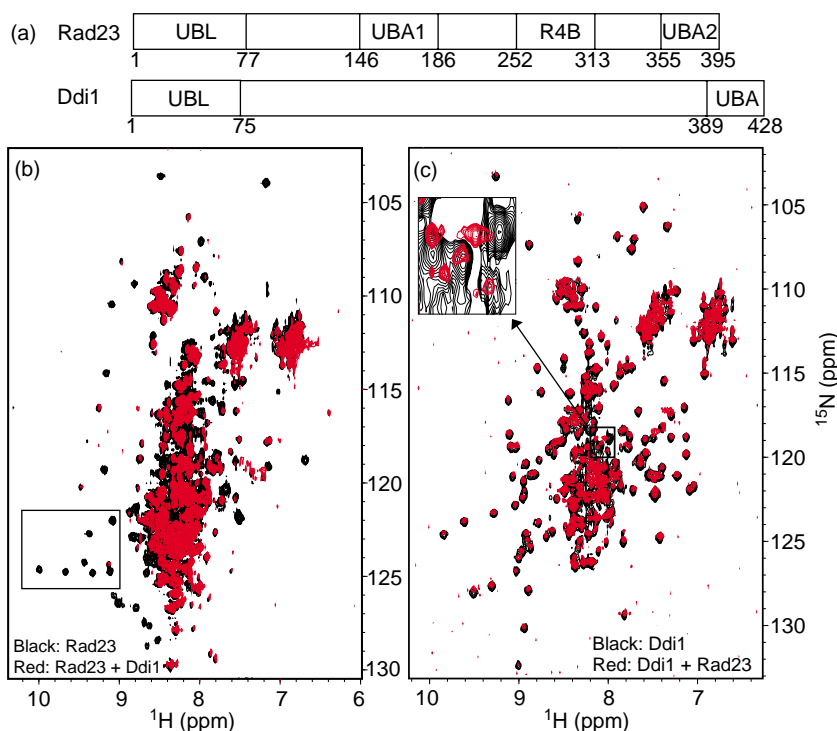 (a) Rad23 UBL UBA1 R4B UBA2
1 77 146 186 252 313 355 395
Ddi1 UBL UBA
1 75 389 428
(b)
105
110
115
120
125
130
Black: Rad23
Red: Rad23 + Ddi1
10 9 8 7 6
¹H (ppm)
(c)
105
110
115
120
125
130
¹⁵N (ppm)
Black: Ddi1
Red: Ddi1 + Rad23
10 9 8 7
¹H (ppm)